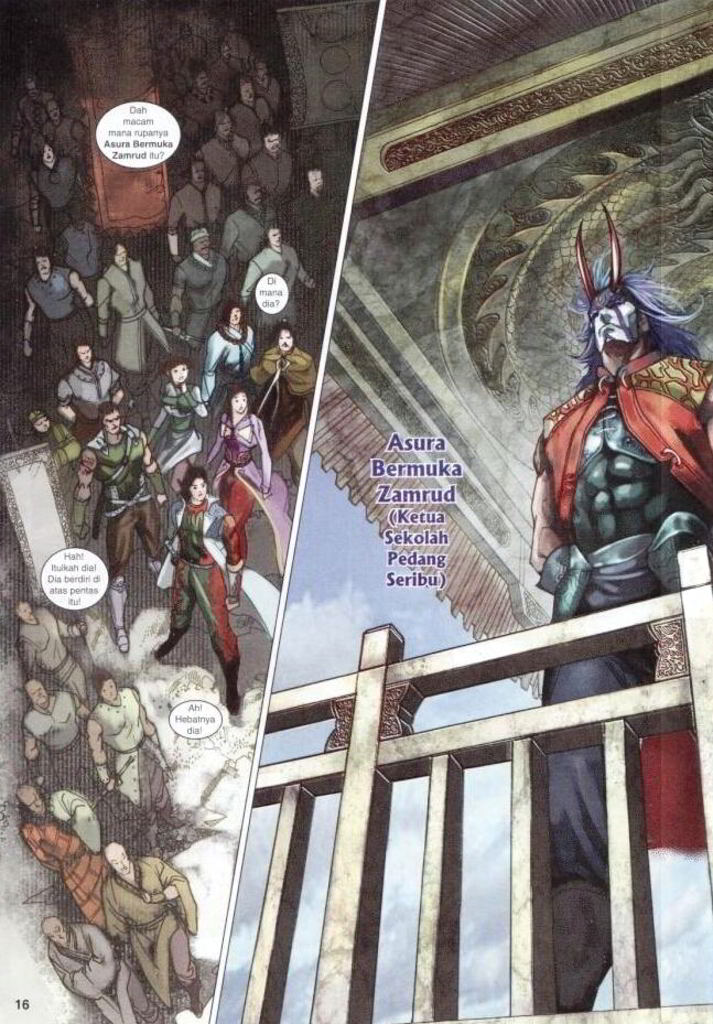 Dah
macam
mana rupanya
Asura Bermuka
Zamrud itu?
Di
mana
dia?
Hah!
Itulkah dia!
Dia berdiri di
atas pentas
itu!
Ah!
Hebatnya
dia!
Asura
Bermuka
Zamrud
(Ketua
Sekolah
Pedang
Seribu)
16